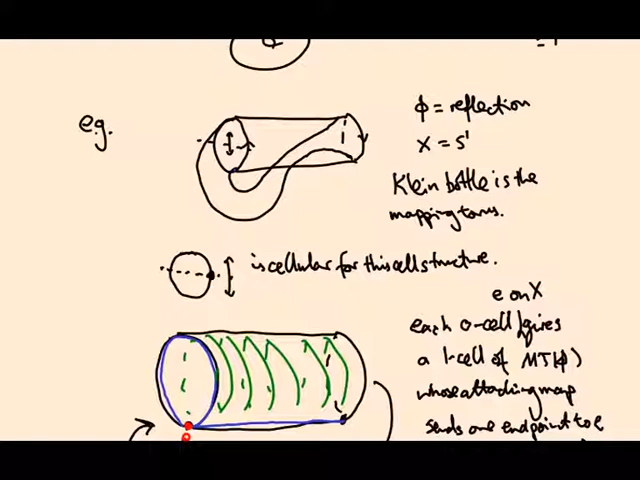 e.g.
φ = reflection
X = S¹
Klein bottle is the
mapping torus.
is cellular for this cell structure.
e on X
each 0-cell gives
a 1-cell of MT(φ)
whose attaching map
sends one endpoint to e